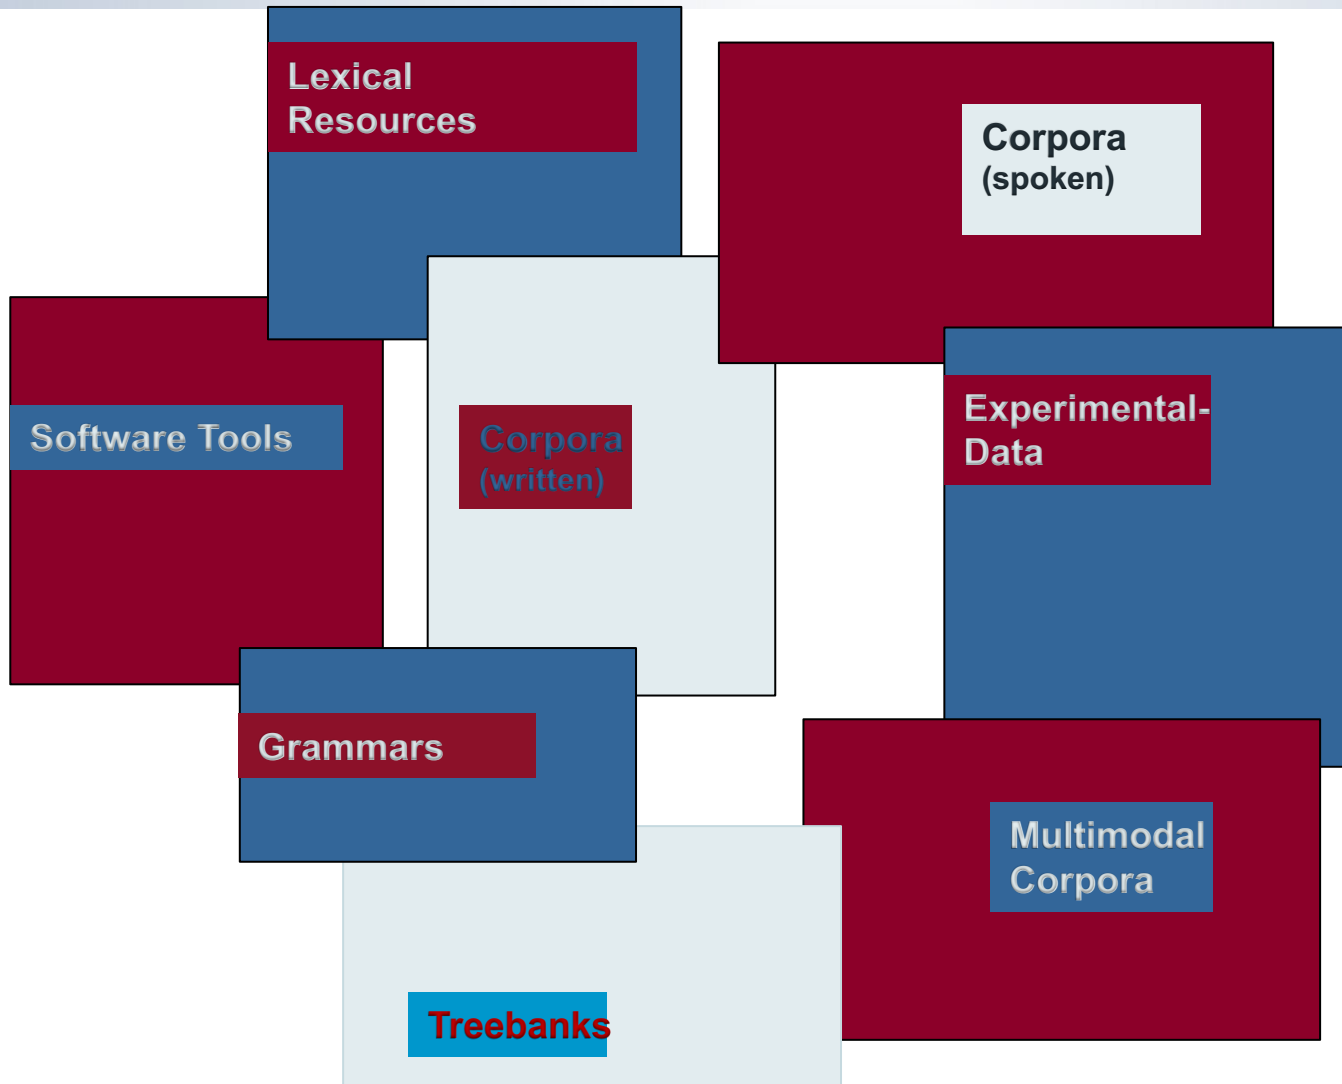 Lexical
Resources
Corpora
(spoken)
Software Tools
Corpora
(written)
Experimental-
Data
Grammars
Multimodal
Corpora
Treebanks